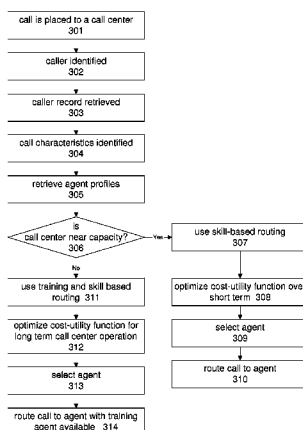 call is placed to a call center
301
caller identified
302
caller record retrieved
303
call characteristics identified
304
retrieve agent profiles
305
is
call center near capacity?
306
Yes
No
use skill-based routing
307
optimize cost-utility function over
short term 308
select agent
309
route call to agent
310
use training and skill based
routing 311
optimize cost-utility function for
long term call center operation
312
select agent
313
route call to agent with training
agent available 314